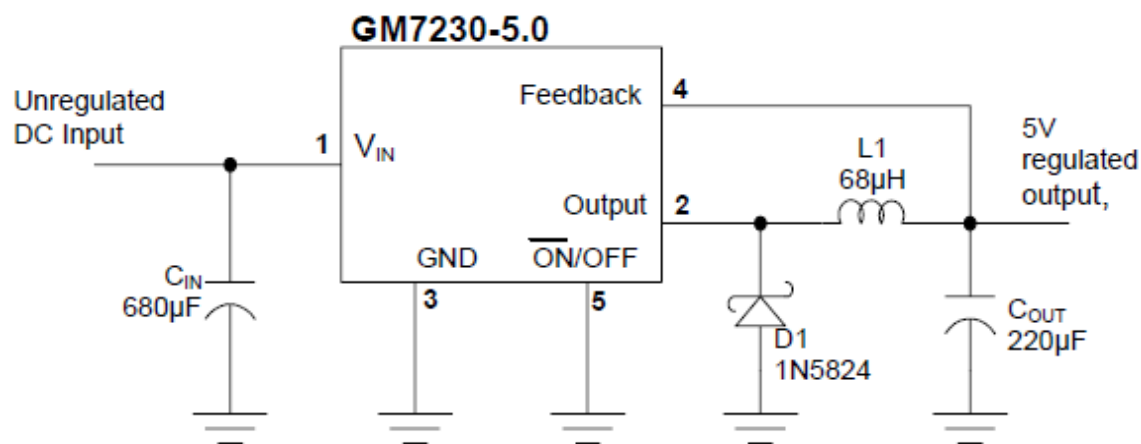 GM7230-5.0
Unregulated
DC Input
1
V_IN
Feedback
4
Output
2
GND
O̅N̅/OFF
3
5
C_IN
680µF
L1
68µH
5V
regulated
output,
D1
1N5824
C_OUT
220µF